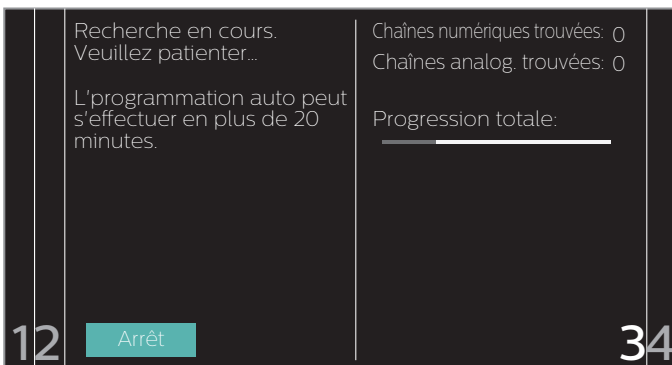 Recherche en cours.
Veuillez patienter...
L'programmation auto peut
s'effectuer en plus de 20
minutes.
Arrêt
Chaînes numériques trouvées: 0
Chaînes analog. trouvées: 0
Progression totale:
12
34